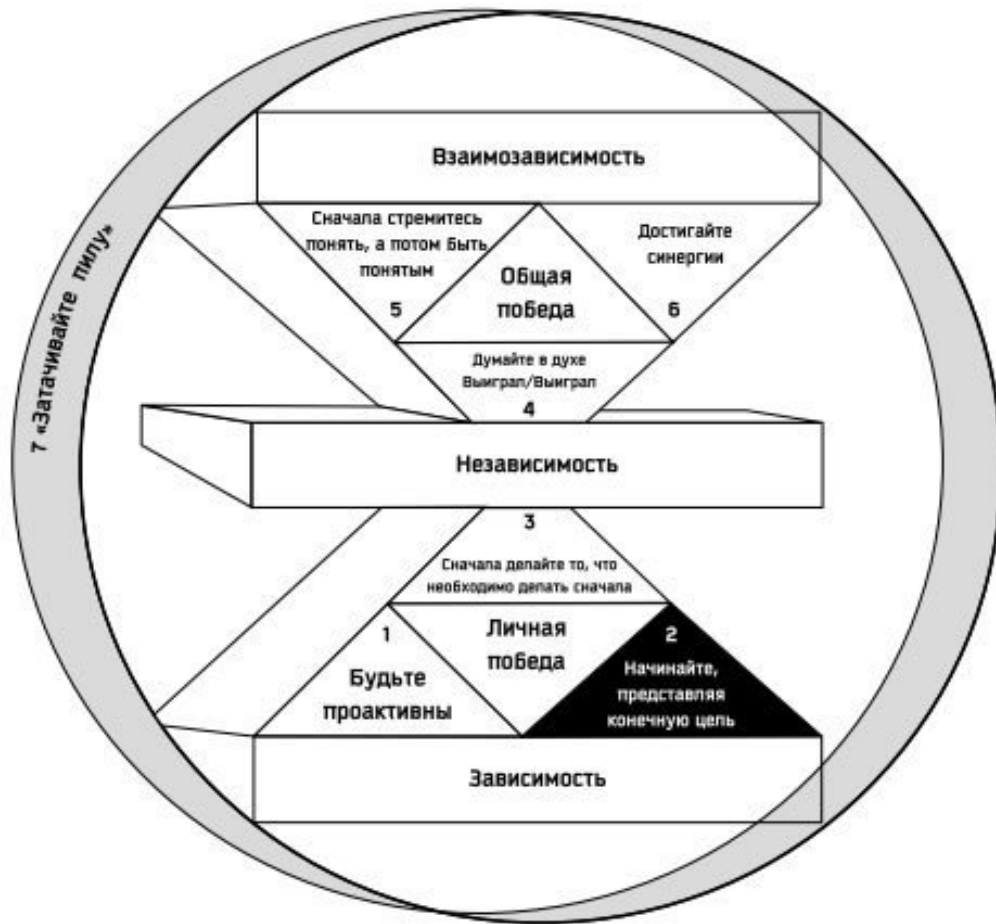 Взаимозависимость
Сначала стремитесь
понять, а потом быть
понятым
5
Общая
победа
Достигайте
синергии
6
Думайте в духе
Выиграл/Выиграл
4
7 «Затачивайте пилу»
Независимость
3
Сначала делайте то, что
необходимо делать сначала
1
Будьте
проактивны
Личная
победа
2
Начинайте,
представляя
конечную цель
Зависимость